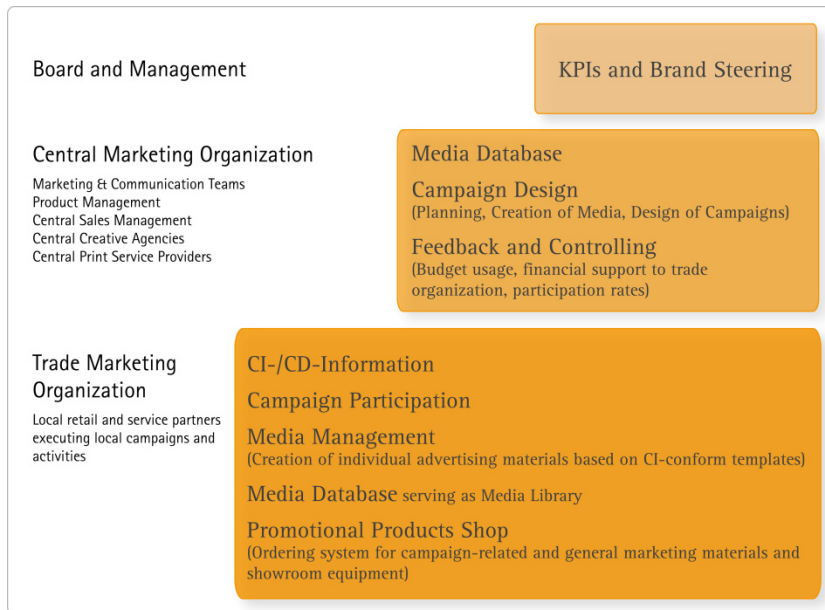 Board and Management
KPIs and Brand Steering
Central Marketing Organization
Marketing & Communication Teams
Product Management
Central Sales Management
Central Creative Agencies
Central Print Service Providers
Media Database
Campaign Design
(Planning, Creation of Media, Design of Campaigns)
Feedback and Controlling
(Budget usage, financial support to trade
organization, participation rates)
Trade Marketing
Organization
Local retail and service partners
executing local campaigns and
activities
CI-/CD-Information
Campaign Participation
Media Management
(Creation of individual advertising materials based on CI-conform templates)
Media Database serving as Media Library
Promotional Products Shop
(Ordering system for campaign-related and general marketing materials and
showroom equipment)